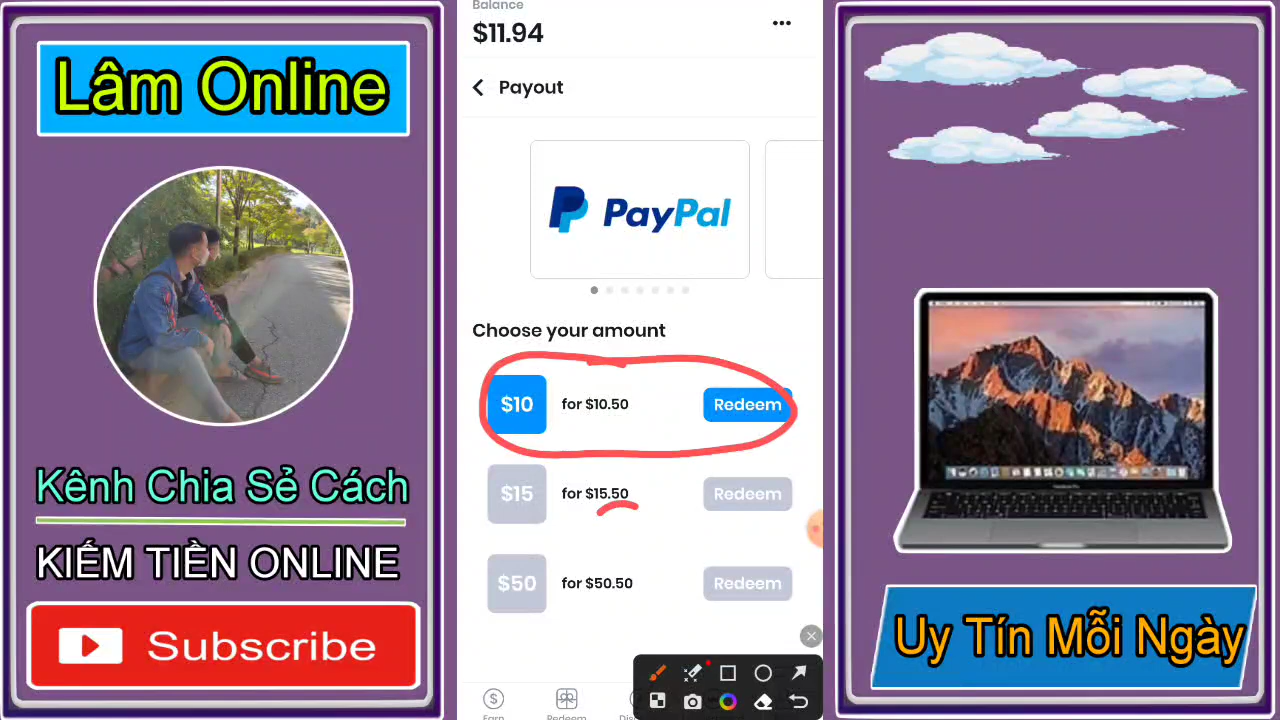 Lâm Online
Kênh Chia Sẻ Cách
KIẾM TIỀN ONLINE
Subscribe
Balance
$11.94
Payout
PayPal
Choose your amount
$10 for $10.50 Redeem
$15 for $15.50 Redeem
$50 for $50.50 Redeem
$
Earn Redeem
Uy Tín Mỗi Ngày